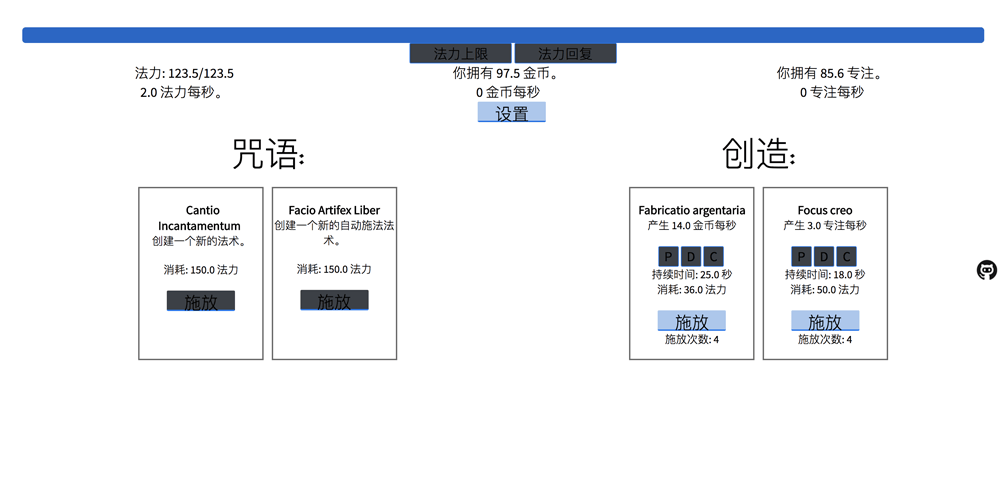 法力上限 法力回复
法力: 123.5/123.5 你拥有 97.5 金币。 你拥有 85.6 专注。
2.0 法力每秒。 0 金币每秒 0 专注每秒
设置
咒语: 创造:
Cantio
Incantamentum
创建一个新的法术。
消耗: 150.0 法力
施放
Facio Artifex Liber
创建一个新的自动施法法
术。
消耗: 150.0 法力
施放
Fabricatio argentaria
产生 14.0 金币每秒
P D C
持续时间: 25.0 秒
消耗: 36.0 法力
施放
施放次数: 4
Focus creo
产生 3.0 专注每秒
P D C
持续时间: 18.0 秒
消耗: 50.0 法力
施放
施放次数: 4